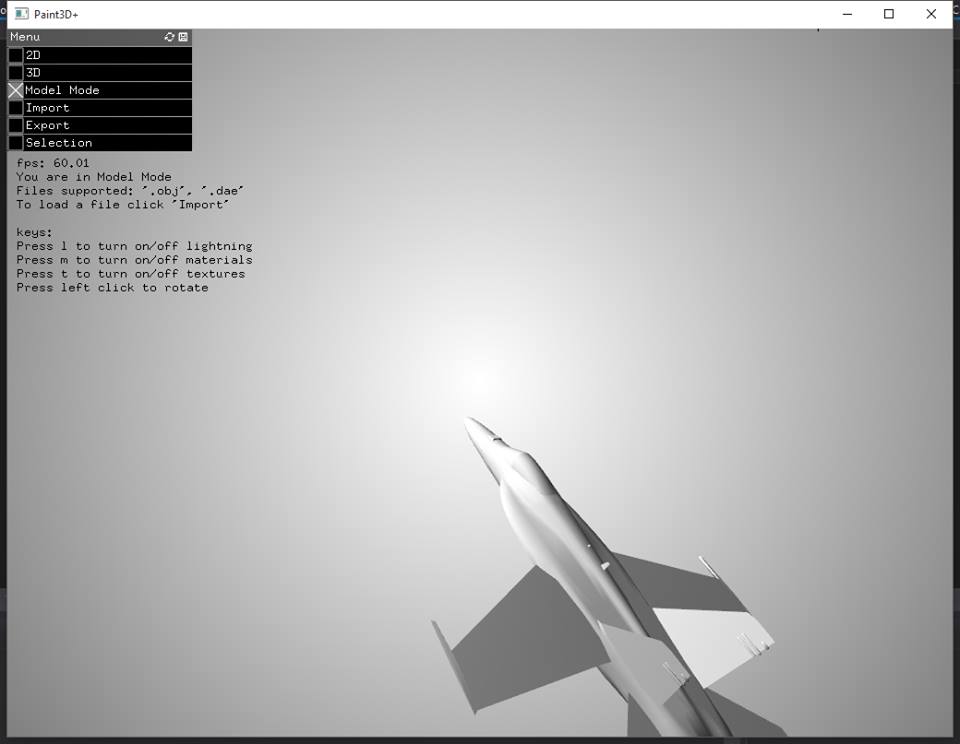 Paint3D+
Menu
2D
3D
Model Mode
Import
Export
Selection
fps: 60.01
You are in Model Mode
Files supported: '.obj', '.dae'
To load a file click 'Import'
keys:
Press l to turn on/off lightning
Press m to turn on/off materials
Press t to turn on/off textures
Press left click to rotate